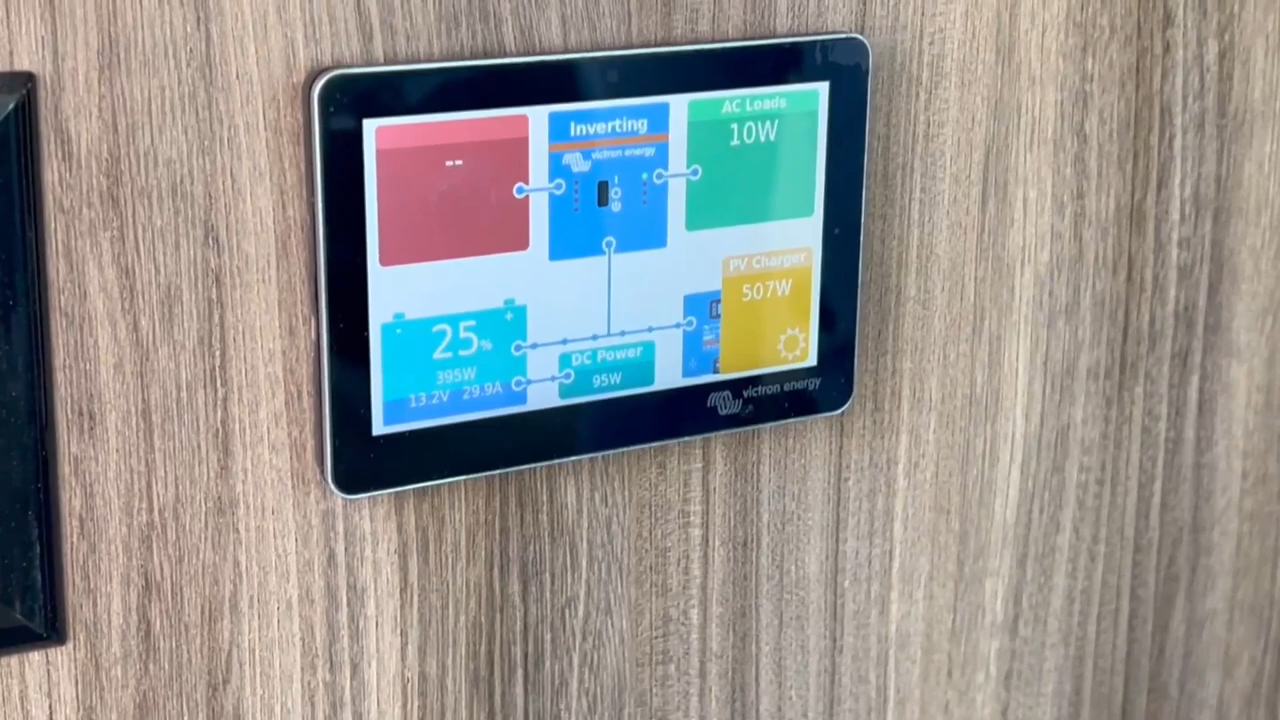 --
Inverting
victron energy
AC Loads
10W
25%
395W
13.2V 29.9A
DC Power
95W
PV Charger
507W
victron energy